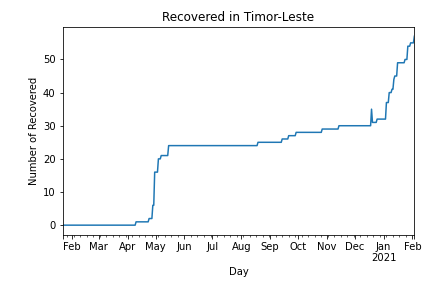 Recovered in Timor-Leste
Number of Recovered
50
40
30
20
10
0
Feb Mar Apr May Jun Jul Aug Sep Oct Nov Dec Jan Feb
2021
Day